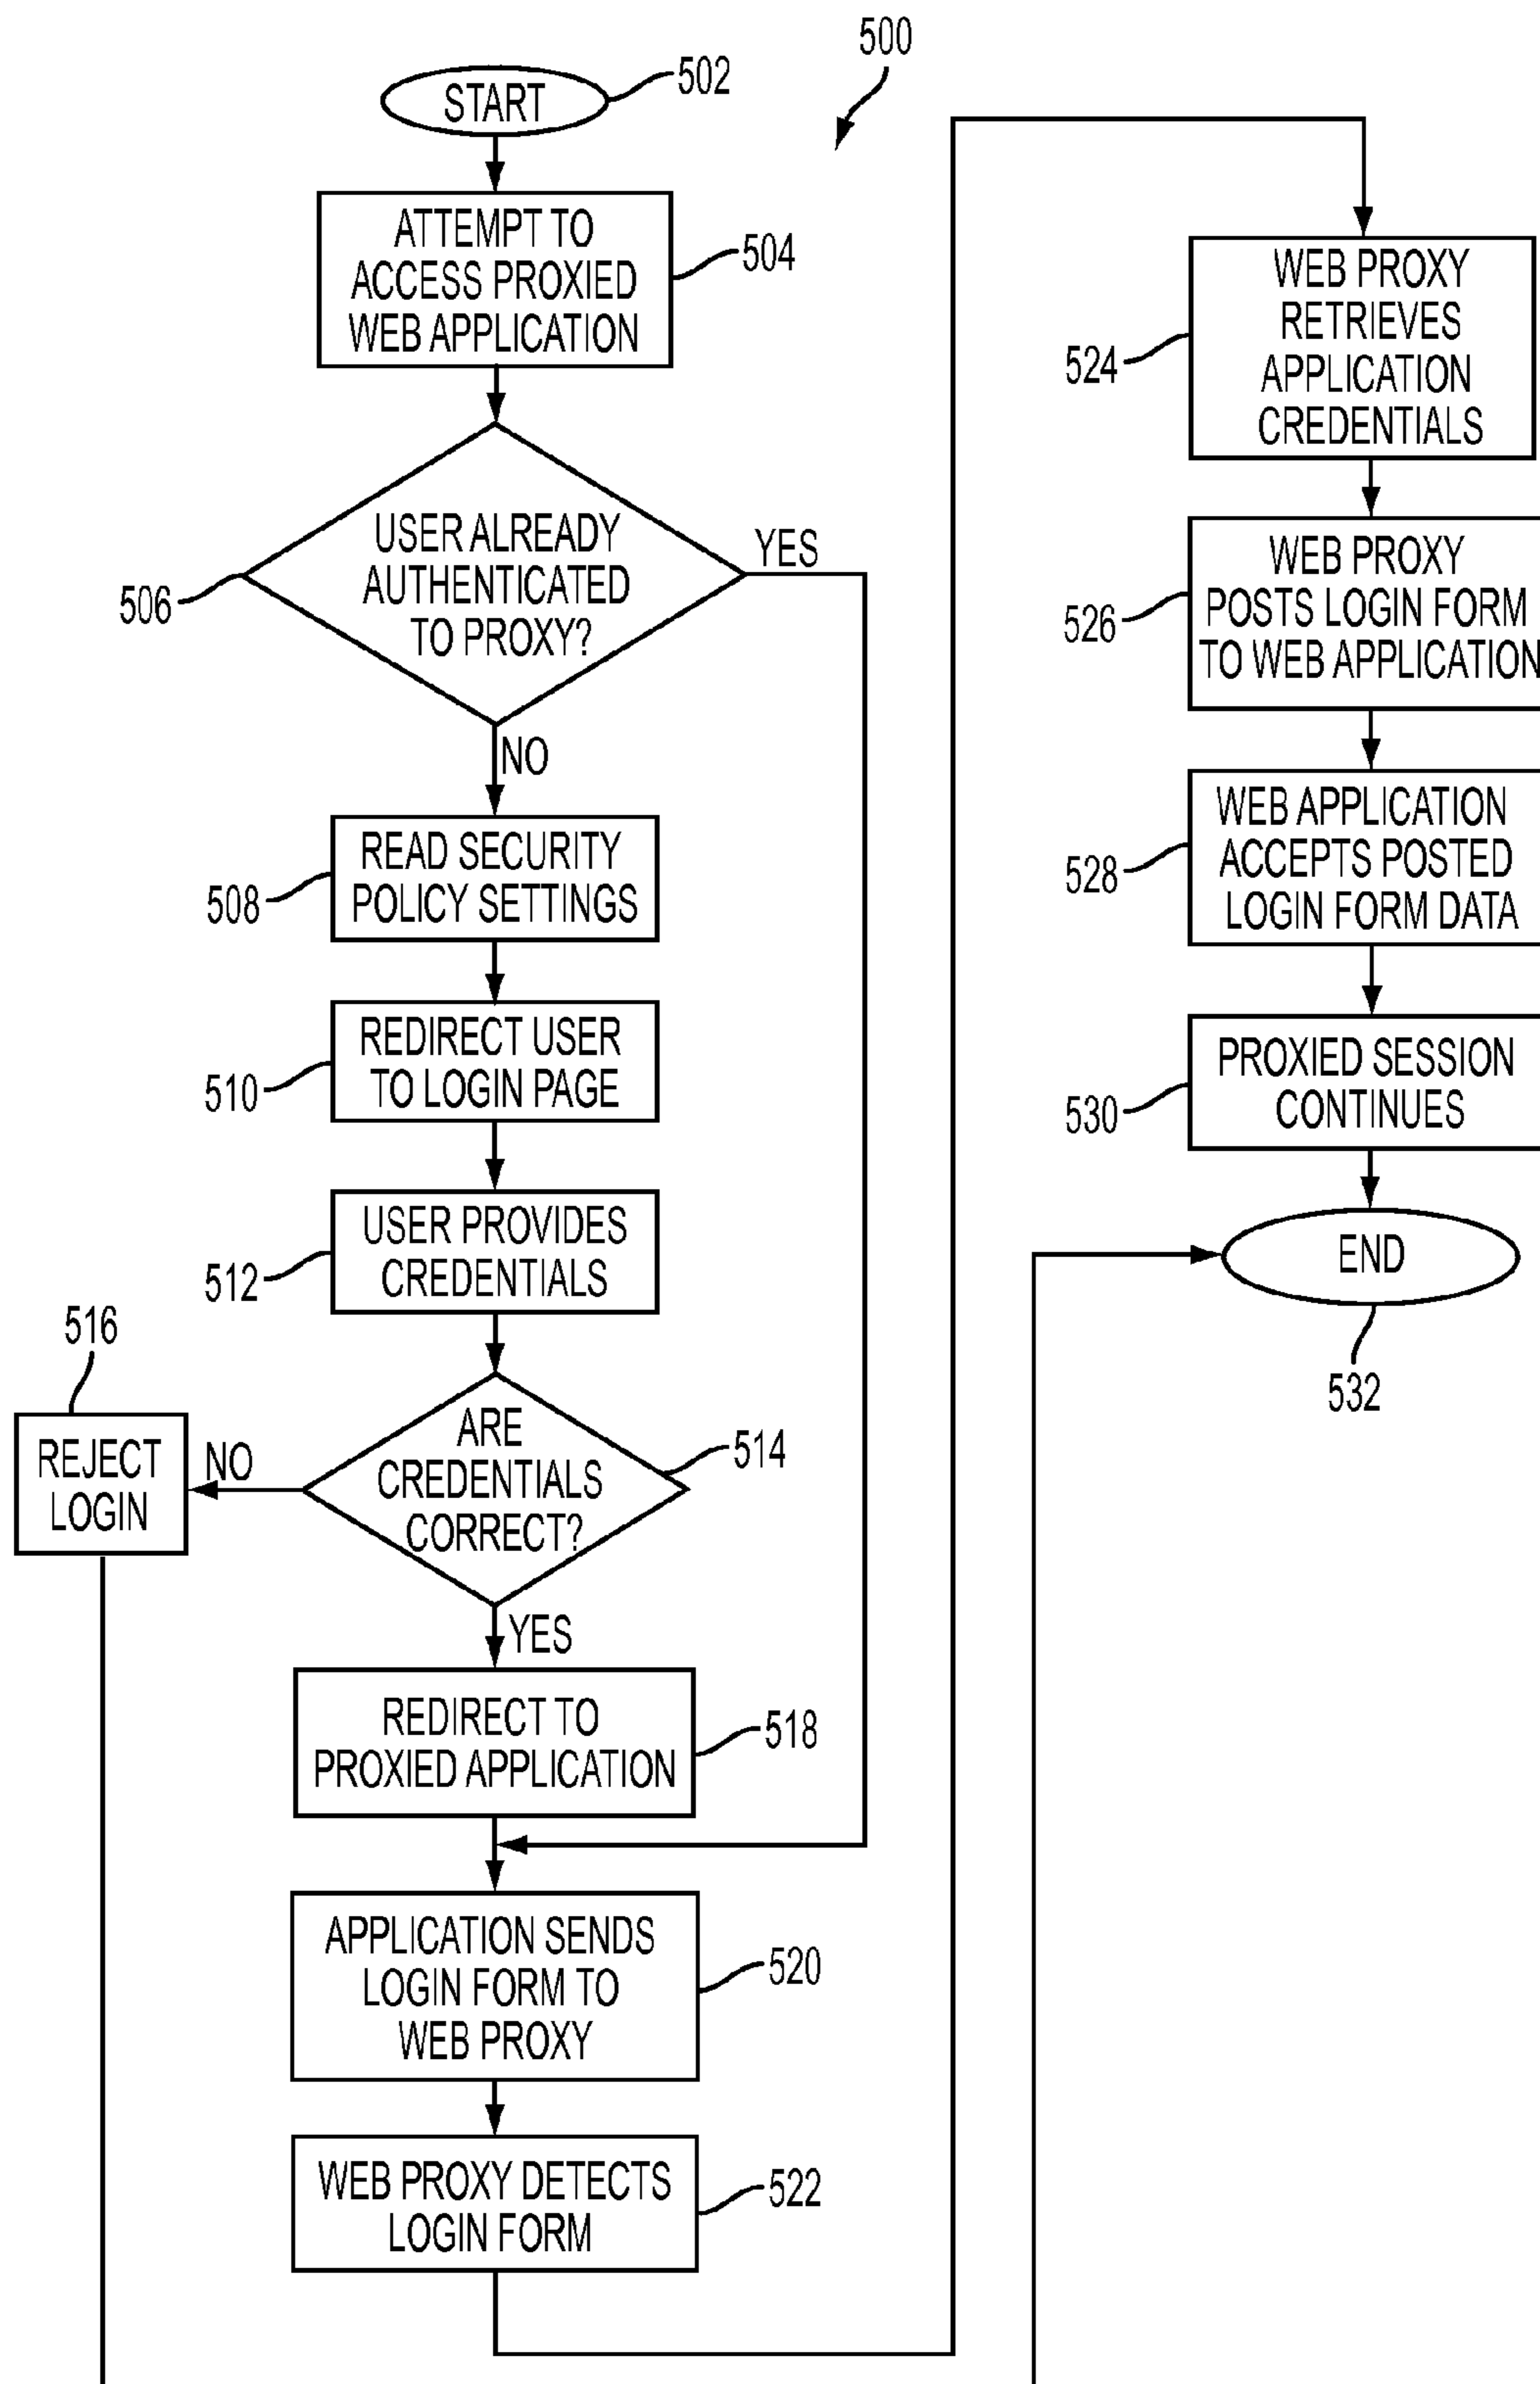 500
START
502
ATTEMPT TO
ACCESS PROXIED
WEB APPLICATION
504
USER ALREADY
AUTHENTICATED
TO PROXY?
506
YES
NO
READ SECURITY
POLICY SETTINGS
508
REDIRECT USER
TO LOGIN PAGE
510
USER PROVIDES
CREDENTIALS
512
ARE
CREDENTIALS
CORRECT?
514
NO
516
REJECT
LOGIN
YES
REDIRECT TO
PROXIED APPLICATION
518
APPLICATION SENDS
LOGIN FORM TO
WEB PROXY
520
WEB PROXY DETECTS
LOGIN FORM
522
WEB PROXY
RETRIEVES
APPLICATION
CREDENTIALS
524
WEB PROXY
POSTS LOGIN FORM
TO WEB APPLICATION
526
WEB APPLICATION
ACCEPTS POSTED
LOGIN FORM DATA
528
PROXIED SESSION
CONTINUES
530
END
532